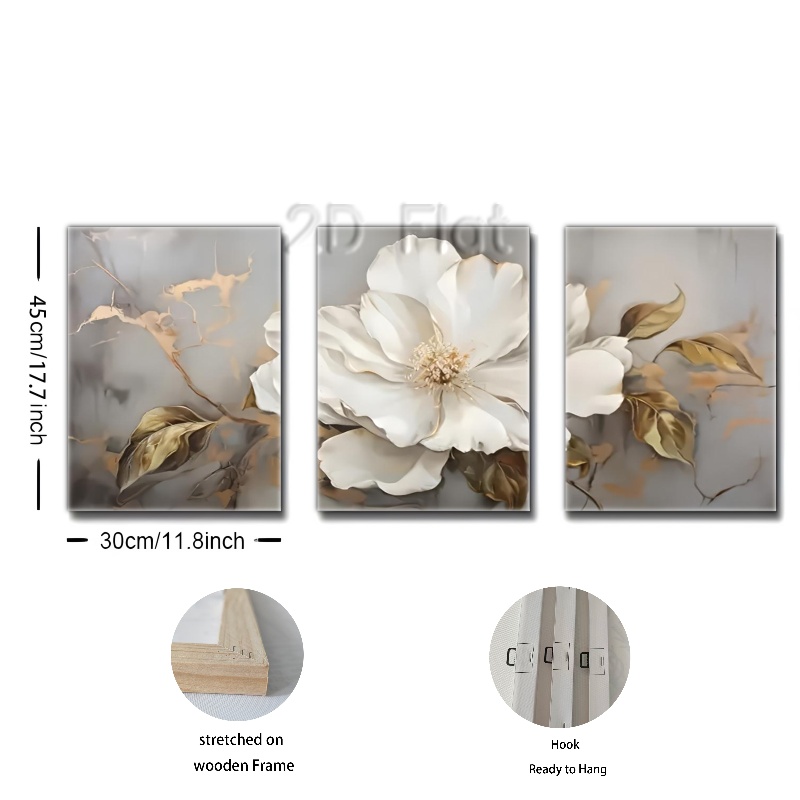 2D Flat
45cm/17.7inch
30cm/11.8inch
stretched on
wooden Frame
Hook
Ready to Hang